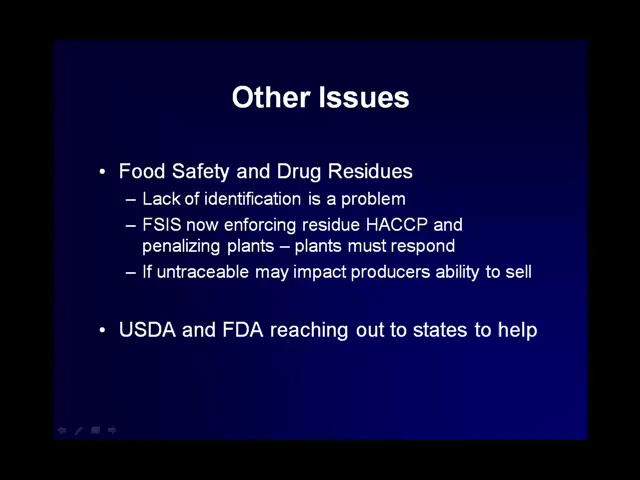 Other Issues
• Food Safety and Drug Residues
– Lack of identification is a problem
– FSIS now enforcing residue HACCP and
penalizing plants – plants must respond
– If untraceable may impact producers ability to sell
• USDA and FDA reaching out to states to help